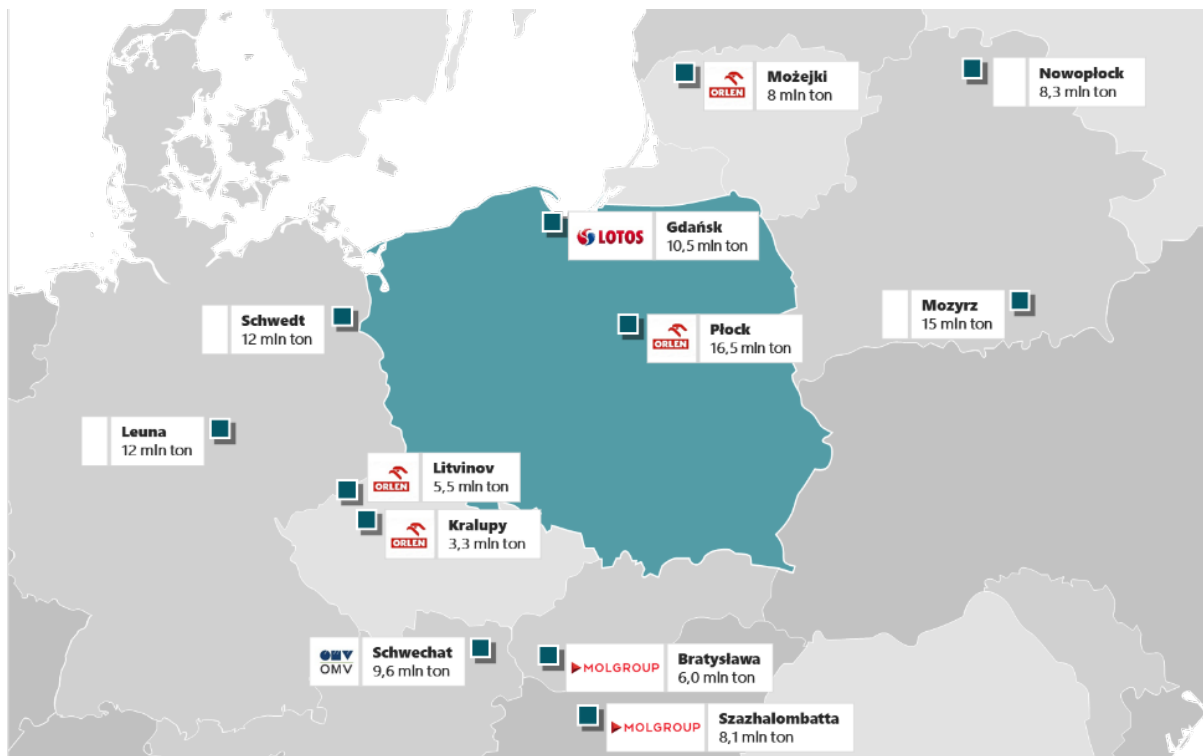 ORLEN
Możejki
8 mln ton
Nowopłock
8,3 mln ton
LOTOS
Gdańsk
10,5 mln ton
Mozyrz
15 mln ton
Schwedt
12 mln ton
ORLEN
Płock
16,5 mln ton
Leuna
12 mln ton
ORLEN
Litvinov
5,5 mln ton
ORLEN
Kralupy
3,3 mln ton
OMV
OMV
Schwechat
9,6 mln ton
MOLGROUP
Bratysława
6,0 mln ton
MOLGROUP
Szazhalombatta
8,1 mln ton